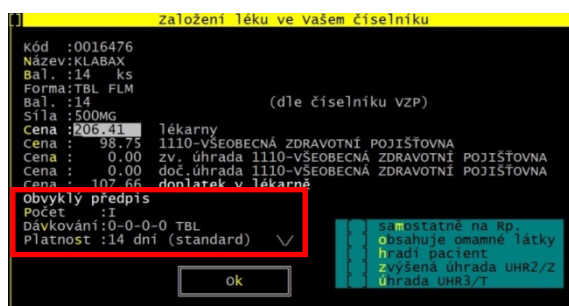 Založení léku ve Vašem číselníku
Kód :0016476
Název:KLABAX
Bal. :14 ks
Forma:TBL FLM
Bal. :14 (dle číselníku VZP)
Síla :500MG
Cena :206.41 lékárny
Cena : 98.75 1110-VŠEOBECNÁ ZDRAVOTNÍ POJIŠŤOVNA
Cena : 0.00 zv. úhrada 1110-VŠEOBECNÁ ZDRAVOTNÍ POJIŠŤOVNA
Cena : 0.00 doč.úhrada 1110-VŠEOBECNÁ ZDRAVOTNÍ POJIŠŤOVNA
Cena : 107.66 doplatek v lékárně
Obvyklý předpis
Počet :I
Dávkování:0-0-0-0 TBL
Platnost :14 dní (standard)
[ ] samostatně na Rp.
[ ] obsahuje omamné látky
[ ] hradí pacient
[ ] zvýšená úhrada UHR2/Z
[ ] úhrada UHR3/T
Ok